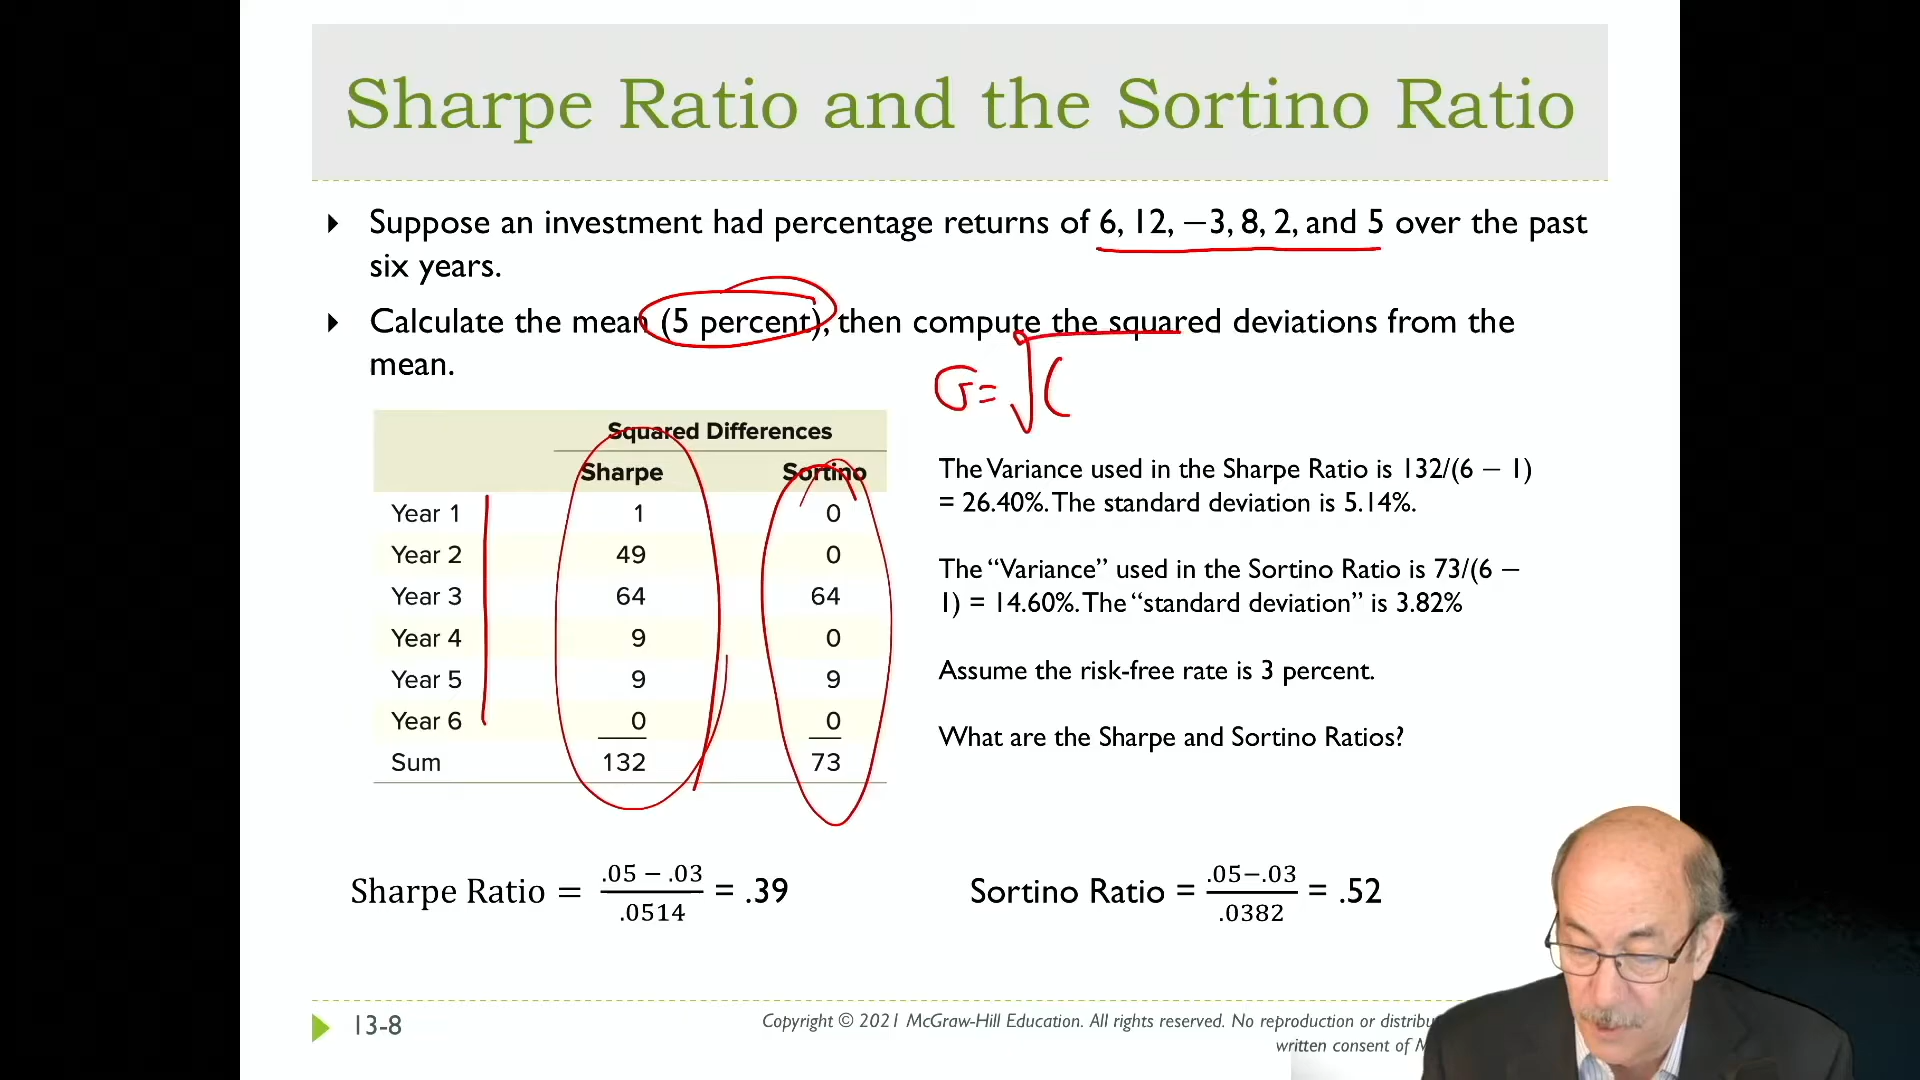 Sharpe Ratio and the Sortino Ratio
Suppose an investment had percentage returns of 6, 12, −3, 8, 2, and 5 over the past
six years.
Calculate the mean (5 percent), then compute the squared deviations from the
mean.
σ = √(
Squared Differences
Sharpe Sortino
Year 1 1 0
Year 2 49 0
Year 3 64 64
Year 4 9 0
Year 5 9 9
Year 6 0 0
Sum 132 73
The Variance used in the Sharpe Ratio is 132/(6 − 1)
= 26.40%. The standard deviation is 5.14%.
The “Variance” used in the Sortino Ratio is 73/(6 −
1) = 14.60%. The “standard deviation” is 3.82%
Assume the risk-free rate is 3 percent.
What are the Sharpe and Sortino Ratios?
Sharpe Ratio = .05 − .03 / .0514 = .39
Sortino Ratio = .05−.03 / .0382 = .52
13-8
Copyright © 2021 McGraw-Hill Education. All rights reserved. No reproduction or
written consent of